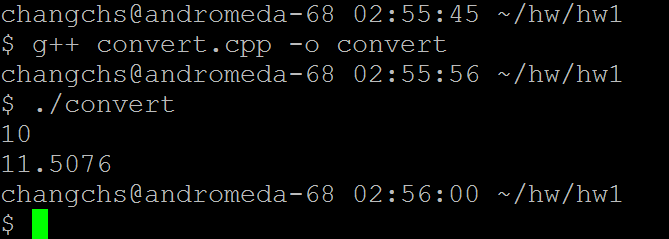 changchs@andromeda-68 02:55:45 ~/hw/hw1
$ g++ convert.cpp -o convert
changchs@andromeda-68 02:55:56 ~/hw/hw1
$ ./convert
10
11.5076
changchs@andromeda-68 02:56:00 ~/hw/hw1
$